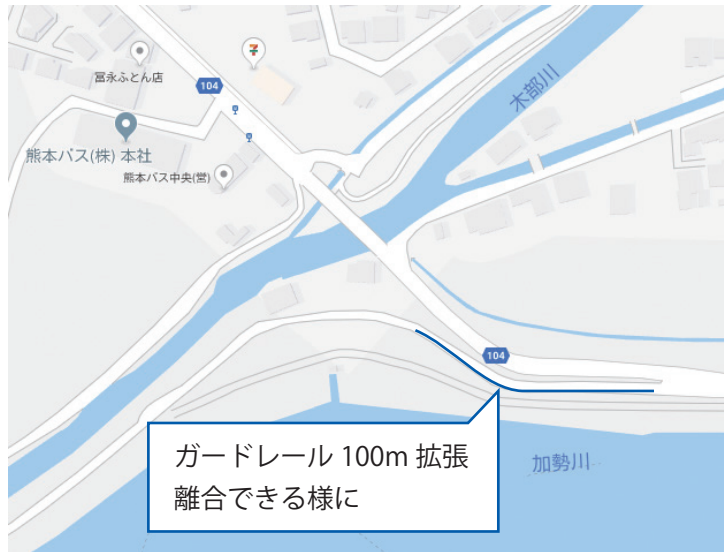 冨永ふとん店
104
木部川
熊本バス(株) 本社
熊本バス中央(営)
104
ガードレール 100m 拡張
離合できる様に
加勢川